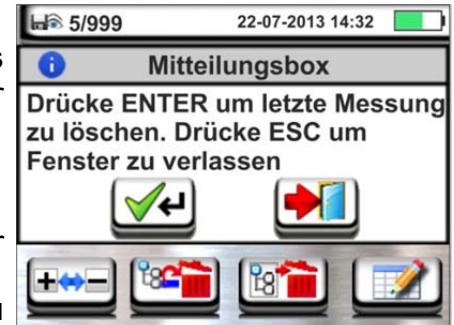 5/999 22-07-2013 14:32
Mitteilungsbox
Drücke ENTER um letzte Messung
zu löschen. Drücke ESC um
Fenster zu verlassen